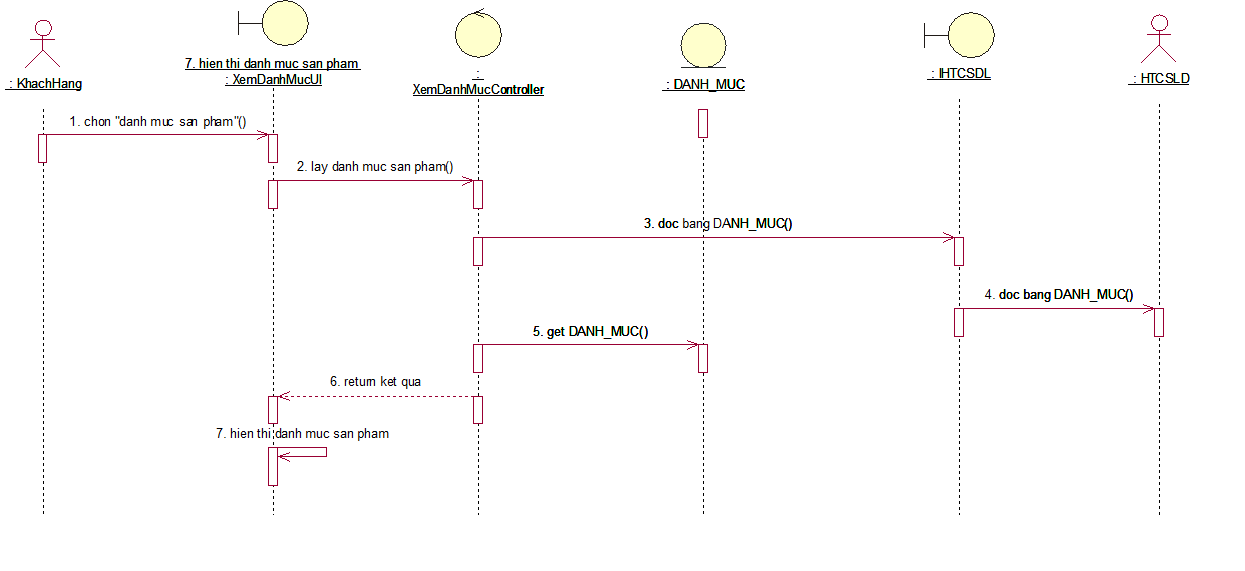 : KhachHang
7. hien thi danh muc san pham
: XemDanhMucUI
:
XemDanhMucController
: DANH_MUC
: IHTCSDL
: HTCSLD
1. chon "danh muc san pham"()
2. lay danh muc san pham()
3. doc bang DANH_MUC()
4. doc bang DANH_MUC()
5. get DANH_MUC()
6. return ket qua
7. hien thi danh muc san pham